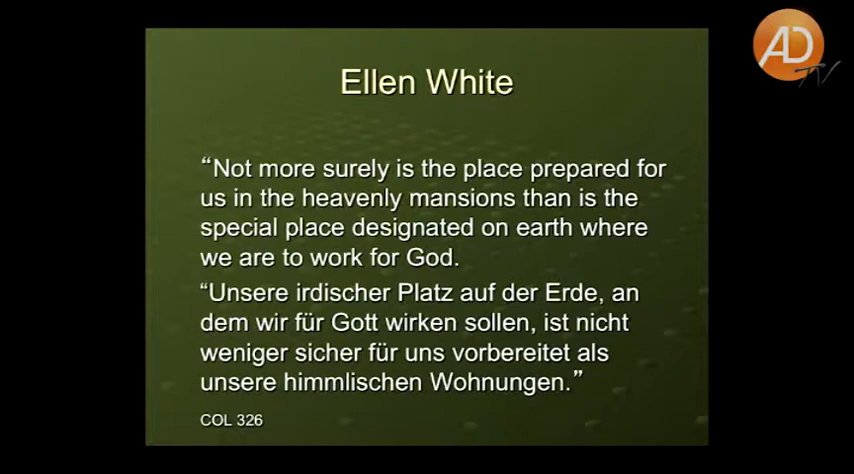 AD
TV
Ellen White
“Not more surely is the place prepared for
us in the heavenly mansions than is the
special place designated on earth where
we are to work for God.
“Unsere irdischer Platz auf der Erde, an
dem wir für Gott wirken sollen, ist nicht
weniger sicher für uns vorbereitet als
unsere himmlischen Wohnungen.”
COL 326